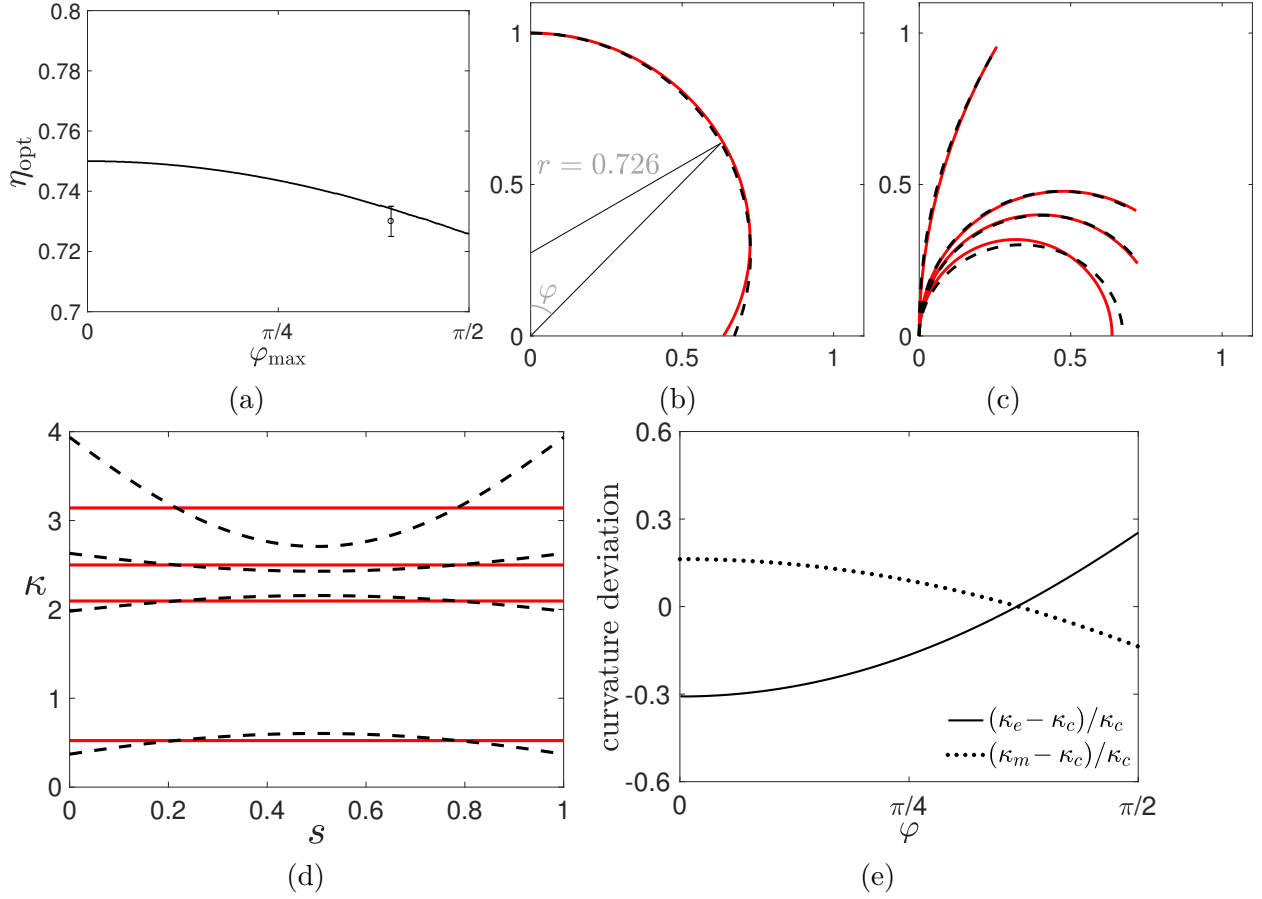 0.8
0.78
0.76
0.74
0.72
0.7
η_opt
0
π/4
π/2
φ_max
(a)
1
0.5
0
r = 0.726
φ
0
0.5
1
(b)
1
0.5
0
0
0.5
1
(c)
4
3
κ
2
1
0
0
0.2
0.4
0.6
0.8
1
s
(d)
0.6
0.3
0
-0.3
-0.6
curvature deviation
(κ_e − κ_c)/κ_c
(κ_m − κ_c)/κ_c
0
π/4
π/2
φ
(e)